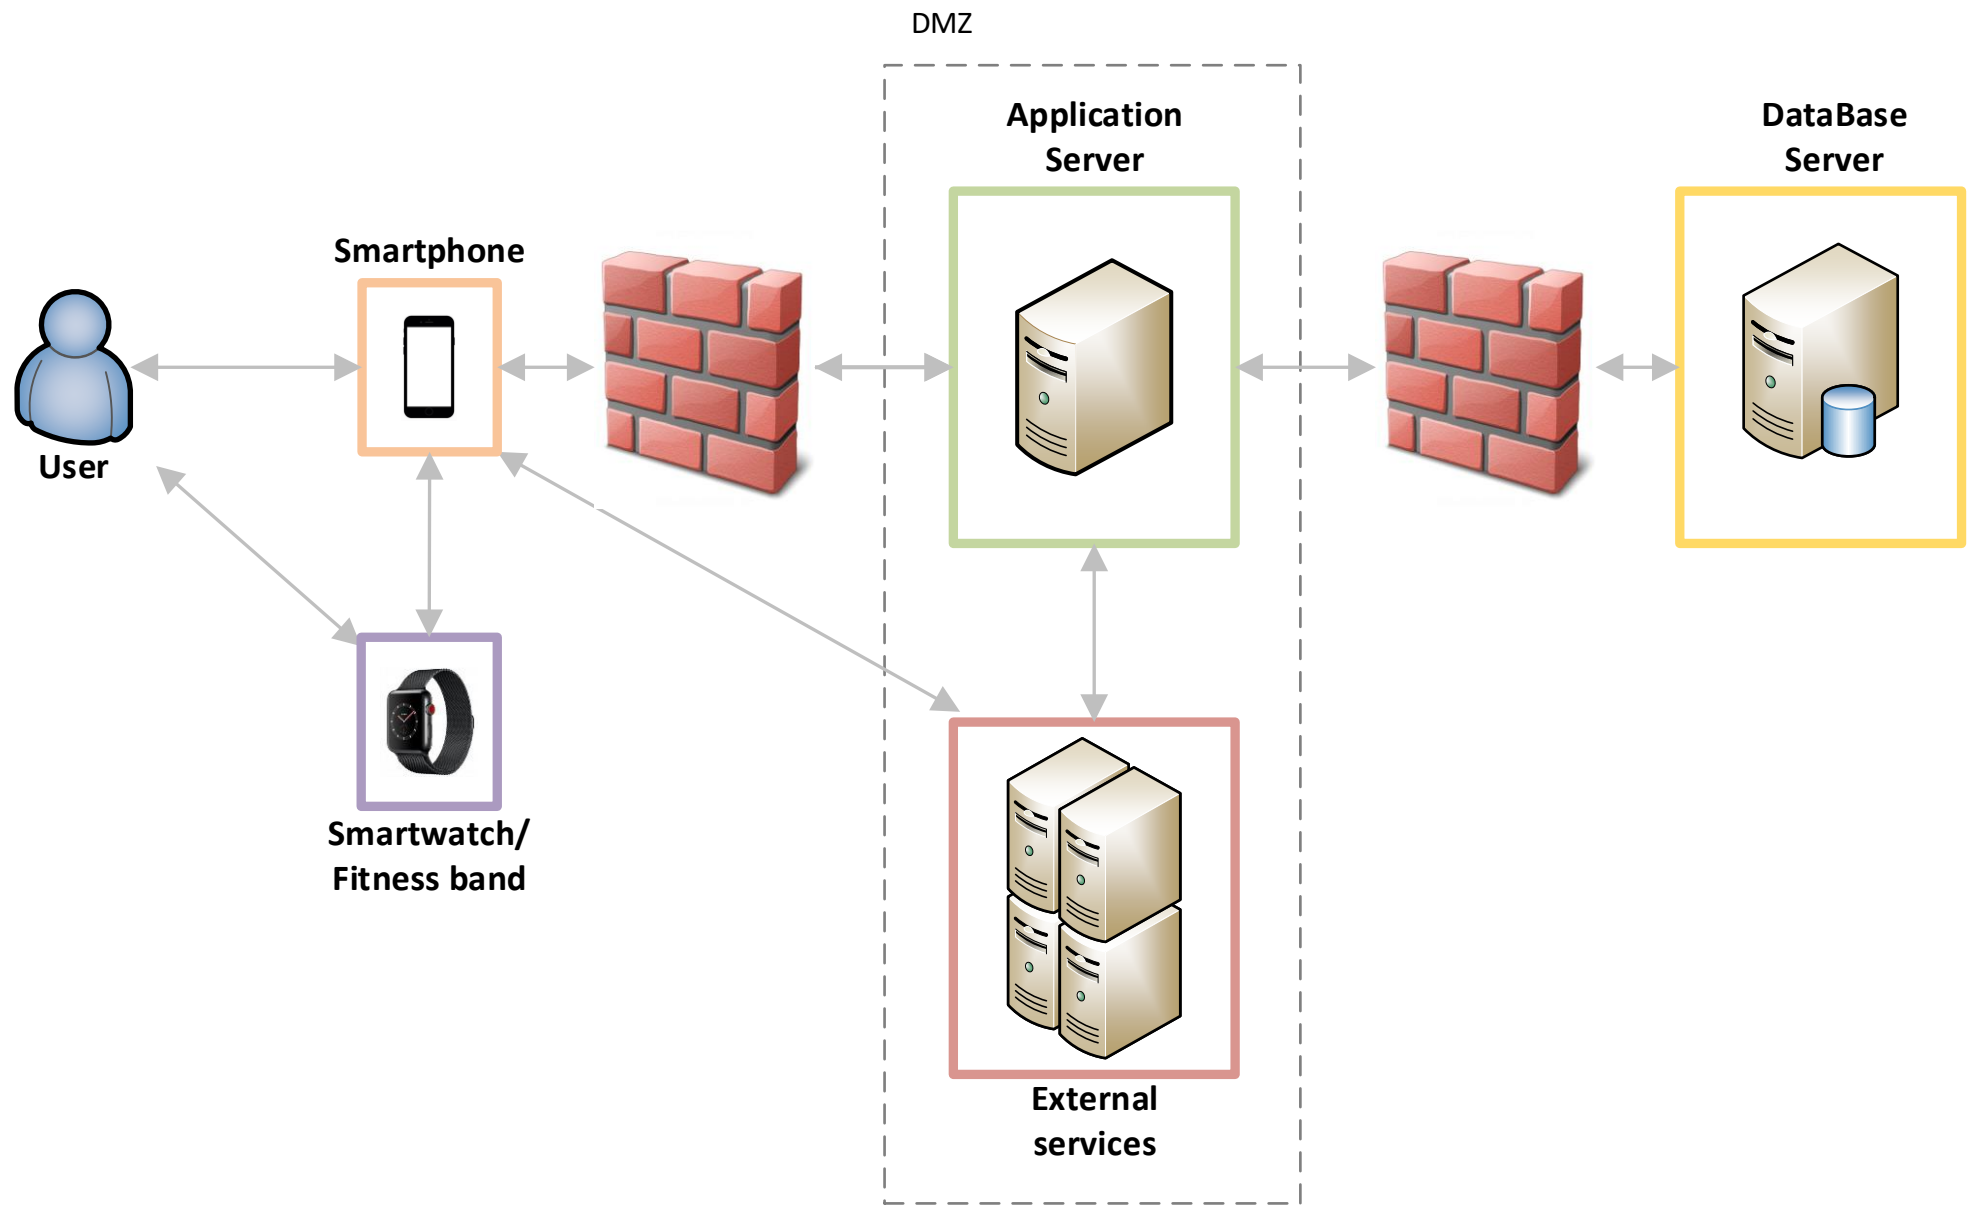 DMZ
Application
Server
DataBase
Server
Smartphone
User
Smartwatch/
Fitness band
External
services